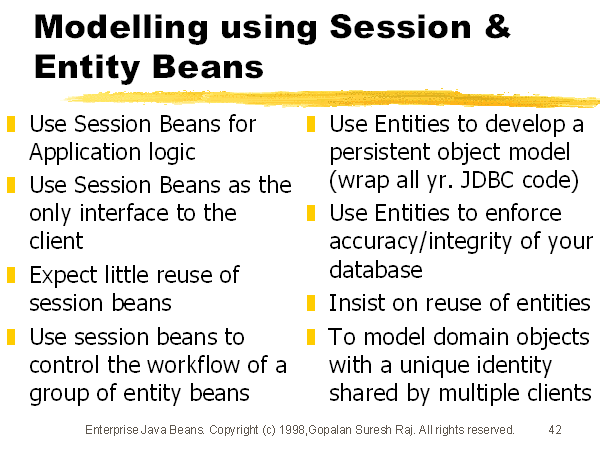 Modelling using Session &
Entity Beans
Use Session Beans for
Application logic
Use Session Beans as the
only interface to the
client
Expect little reuse of
session beans
Use session beans to
control the workflow of a
group of entity beans
Use Entities to develop a
persistent object model
(wrap all yr. JDBC code)
Use Entities to enforce
accuracy/integrity of your
database
Insist on reuse of entities
To model domain objects
with a unique identity
shared by multiple clients
Enterprise Java Beans. Copyright (c) 1998,Gopalan Suresh Raj. All rights reserved. 42